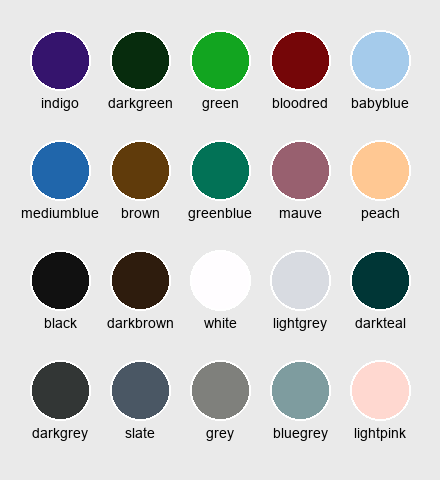 indigo darkgreen green bloodred babyblue
mediumblue brown greenblue mauve peach
black darkbrown white lightgrey darkteal
darkgrey slate grey bluegrey lightpink